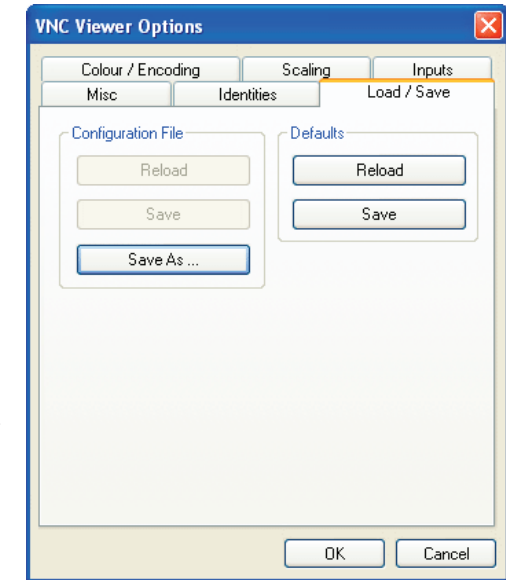 VNC Viewer Options
Colour / Encoding Scaling Inputs
Misc Identities Load / Save
Configuration File Defaults
Reload Reload
Save Save
Save As ...
OK Cancel